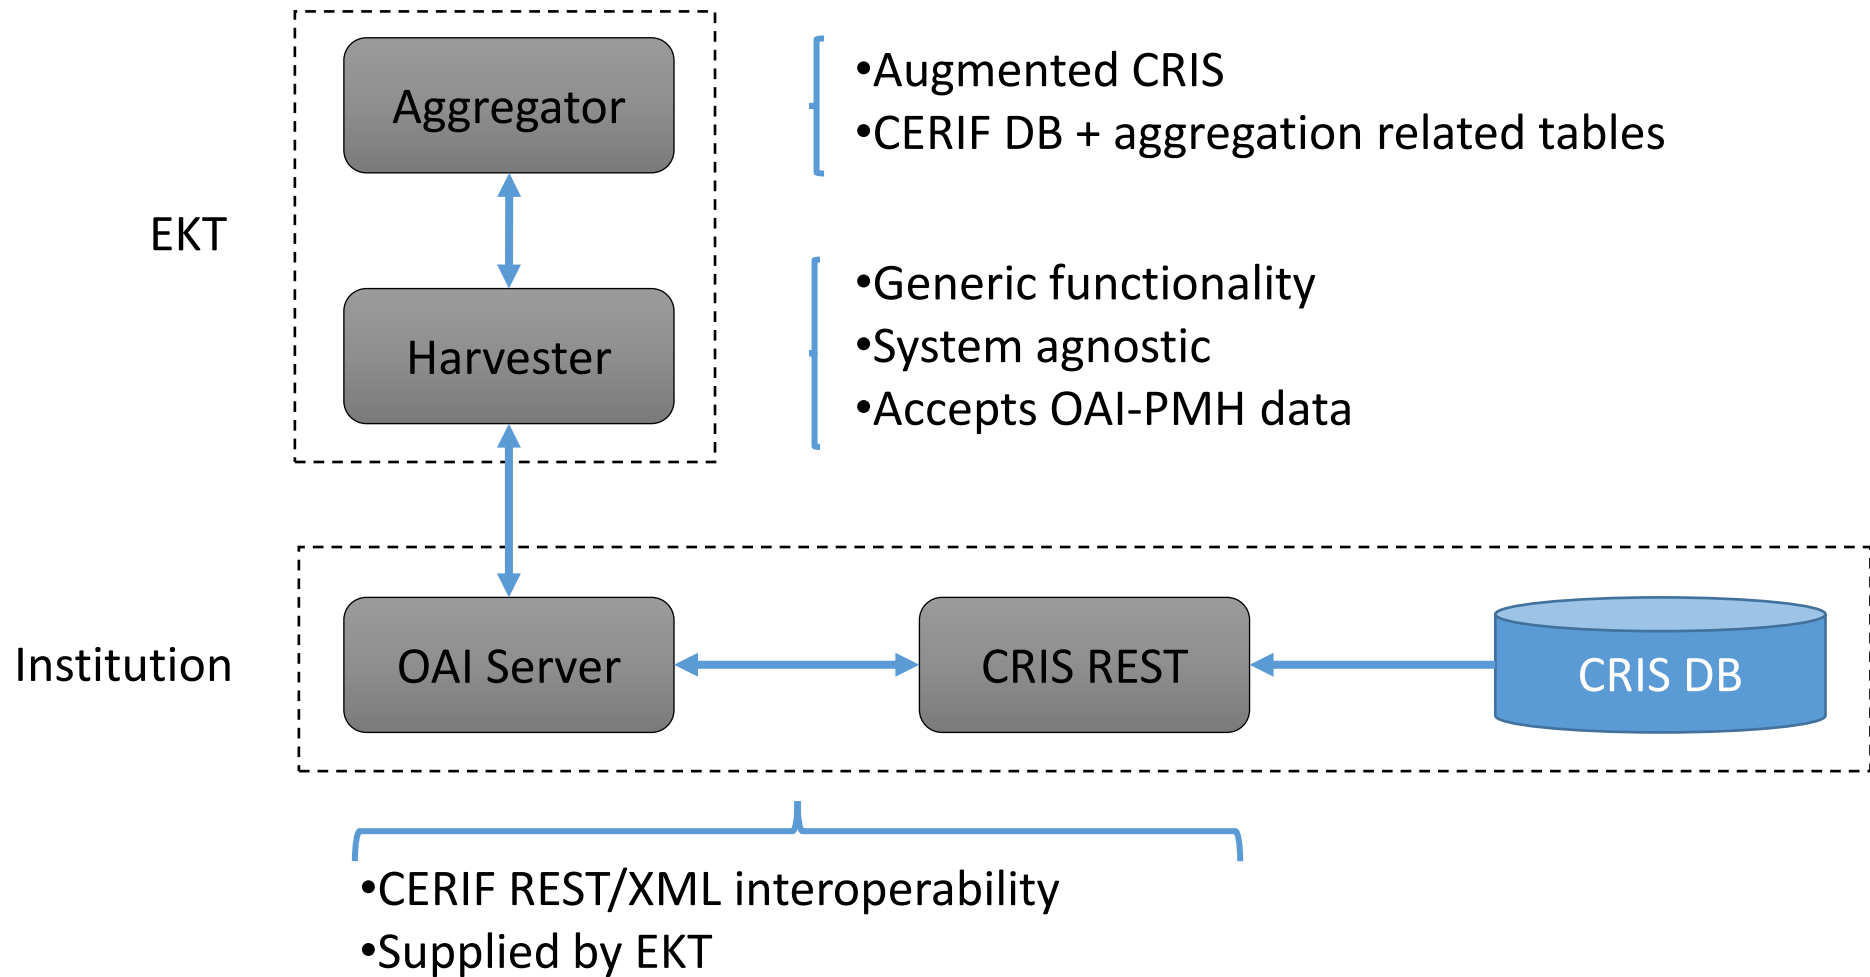 Aggregator
•Augmented CRIS
•CERIF DB + aggregation related tables
EKT
Harvester
•Generic functionality
•System agnostic
•Accepts OAI-PMH data
Institution
OAI Server
CRIS REST
CRIS DB
•CERIF REST/XML interoperability
•Supplied by EKT